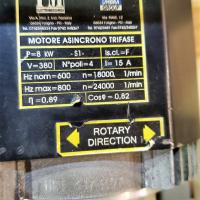 MOTORE ASINCRONO TRIFASE
P=8 KW -S1- Is.cl.=F
V=380 N°poli=4 I= 15 A
Hz nom= 600 n= 18000, 1/min
Hz max= 800 n= 24000 1/min
η = 0,89 Cosφ = 0,82
ROTARY
DIRECTION